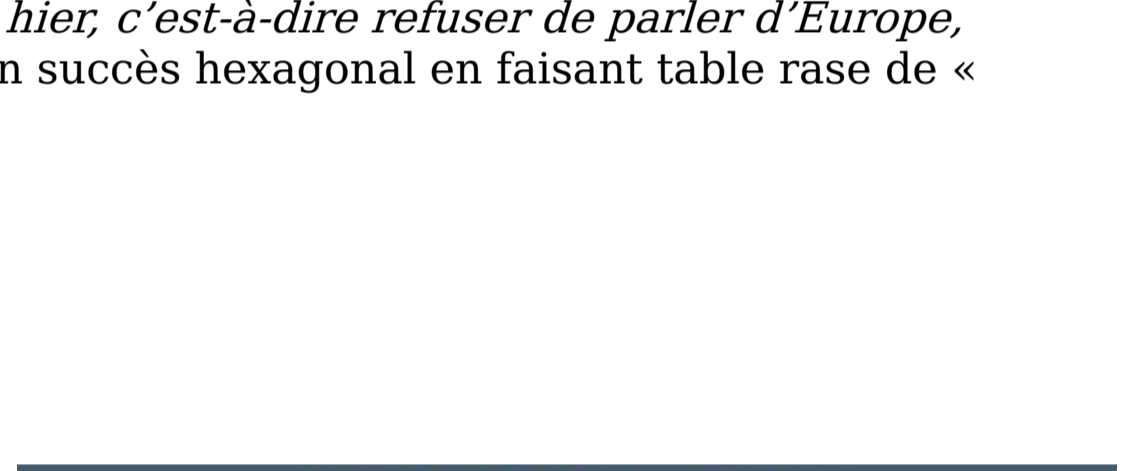 hier, c’est-à-dire refuser de parler d’Europe,
n succès hexagonal en faisant table rase de «